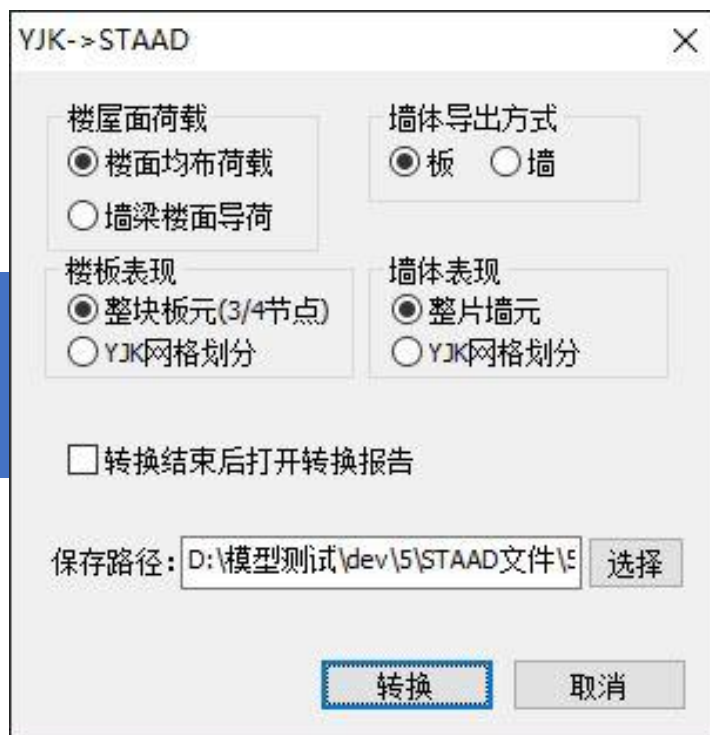 YJK->STAAD
楼屋面荷载
楼面均布荷载
墙梁楼面导荷
墙体导出方式
板 墙
楼板表现
整块板元(3/4节点)
YJK网格划分
墙体表现
整片墙元
YJK网格划分
转换结束后打开转换报告
保存路径: D:\模型测试\dev\5\STAAD文件\5 选择
转换 取消